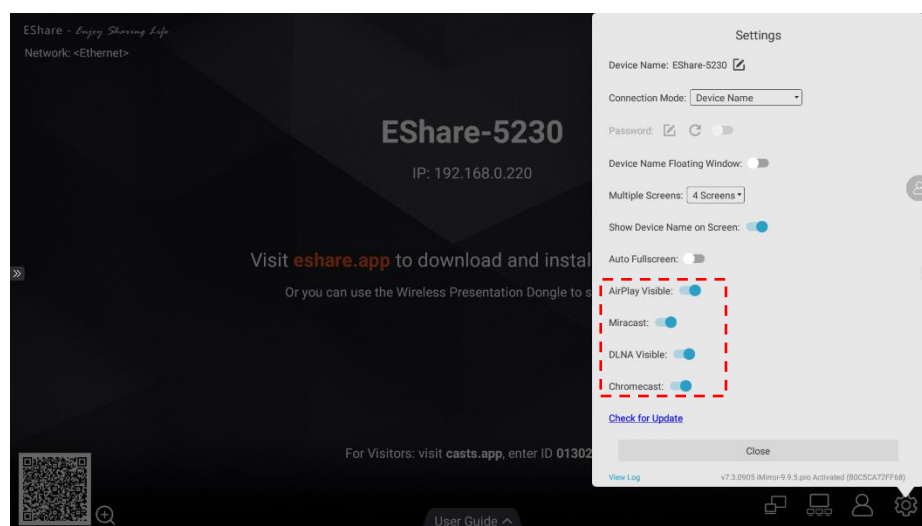 EShare - Enjoy Sharing Life
Network: <Ethernet>
EShare-5230
IP: 192.168.0.220
Visit eshare.app to download and instal
Or you can use the Wireless Presentation Dongle to s
For Visitors: visit casts.app, enter ID 01302
User Guide
Settings
Device Name: EShare-5230
Connection Mode: Device Name
Password:
Device Name Floating Window:
Multiple Screens: 4 Screens
Show Device Name on Screen:
Auto Fullscreen:
AirPlay Visible:
Miracast:
DLNA Visible:
Chromecast:
Check for Update
Close
View Log v7.3.0905 iMirror-9.9.5.pro Activated (B0C5CA72FF68)